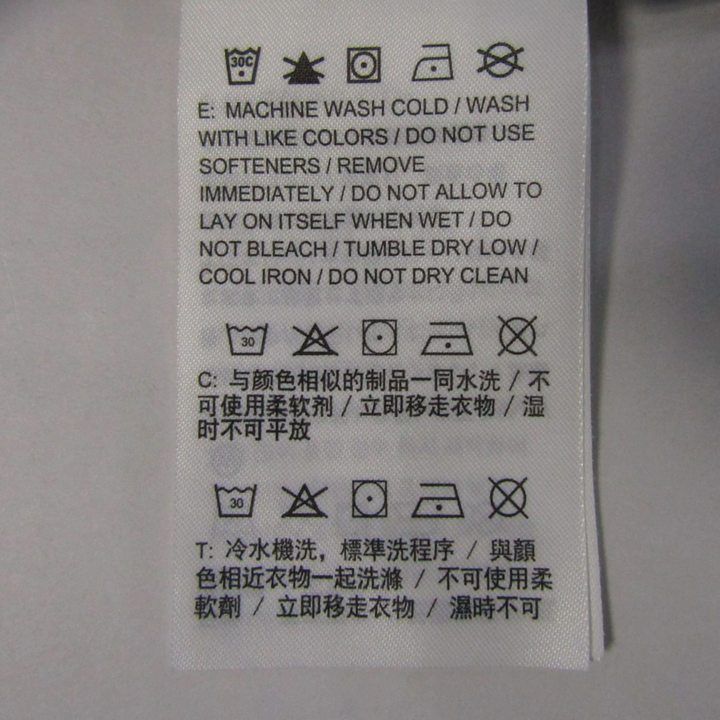 30C
E: MACHINE WASH COLD / WASH
WITH LIKE COLORS / DO NOT USE
SOFTENERS / REMOVE
IMMEDIATELY / DO NOT ALLOW TO
LAY ON ITSELF WHEN WET / DO
NOT BLEACH / TUMBLE DRY LOW /
COOL IRON / DO NOT DRY CLEAN
30
C: 与颜色相似的制品一同水洗 / 不
可使用柔软剂 / 立即移走衣物 / 湿
时不可平放
30
T: 冷水機洗，標準洗程序 / 與顏
色相近衣物一起洗滌 / 不可使用柔
軟劑 / 立即移走衣物 / 濕時不可